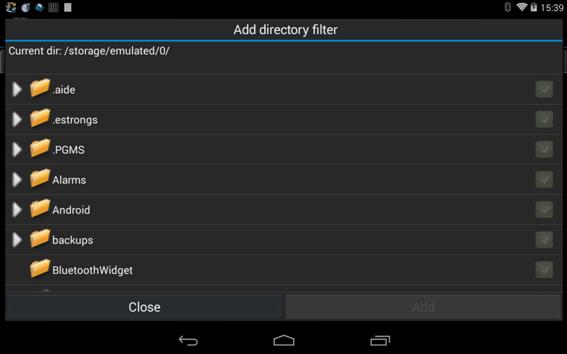 15:39
Add directory filter
Current dir: /storage/emulated/0/
.aide
.estrongs
.PGMS
Alarms
Android
backups
BluetoothWidget
Close
Add